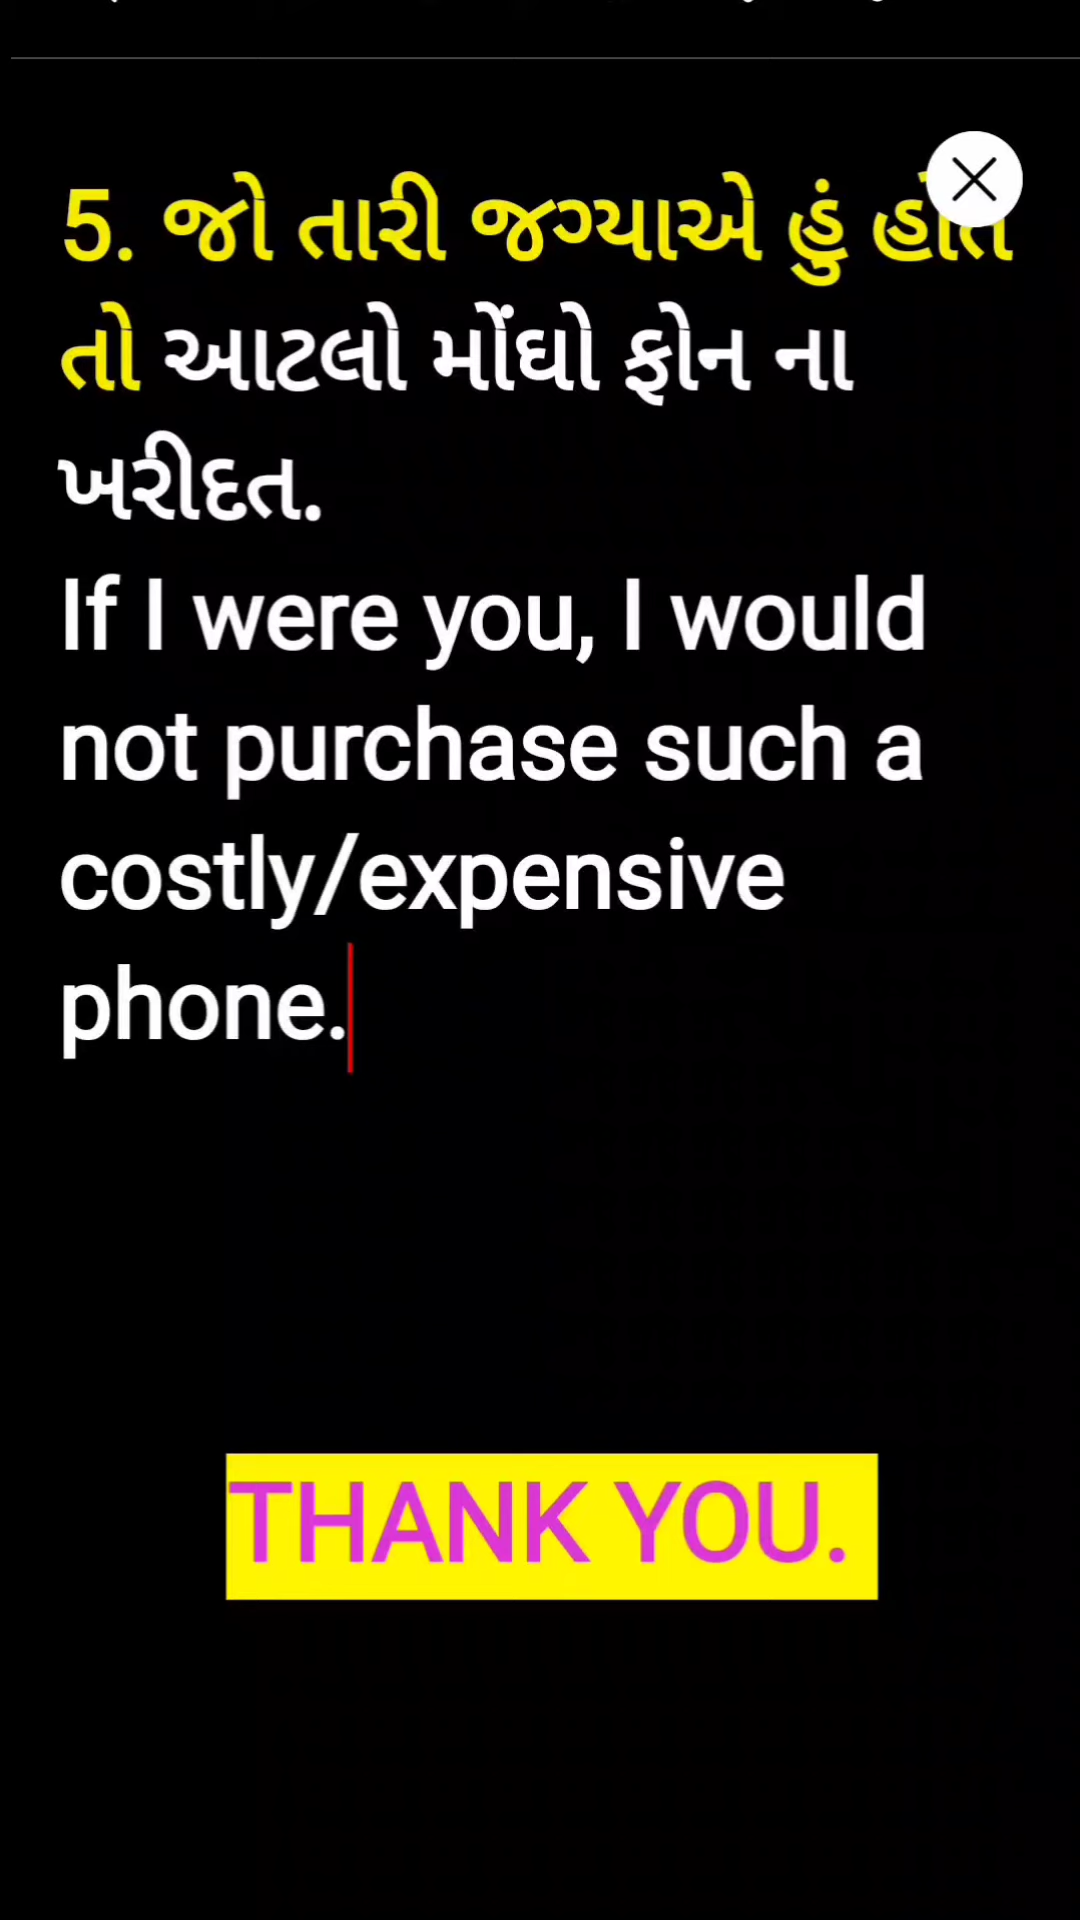 5. જો તારી જગ્યાએ હું હોત
તો આટલો મોંઘો ફોન ના
ખરીદત.
If I were you, I would
not purchase such a
costly/expensive
phone.
THANK YOU.